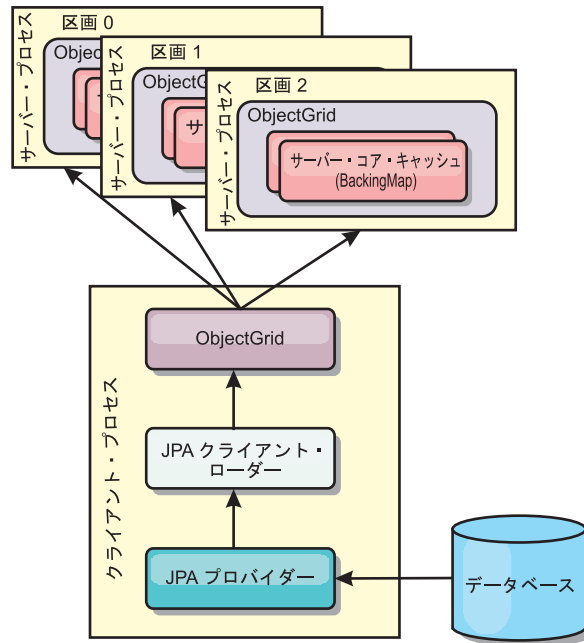 区画 0
サーバー・プロセス
Object
区画 1
サーバー・プロセス
ObjectG
サ
区画 2
サーバー・プロセス
ObjectGrid
サーバー・コア・キャッシュ
(BackingMap)
クライアント・プロセス
ObjectGrid
JPA クライアント・
ローダー
JPA プロバイダー
データベース